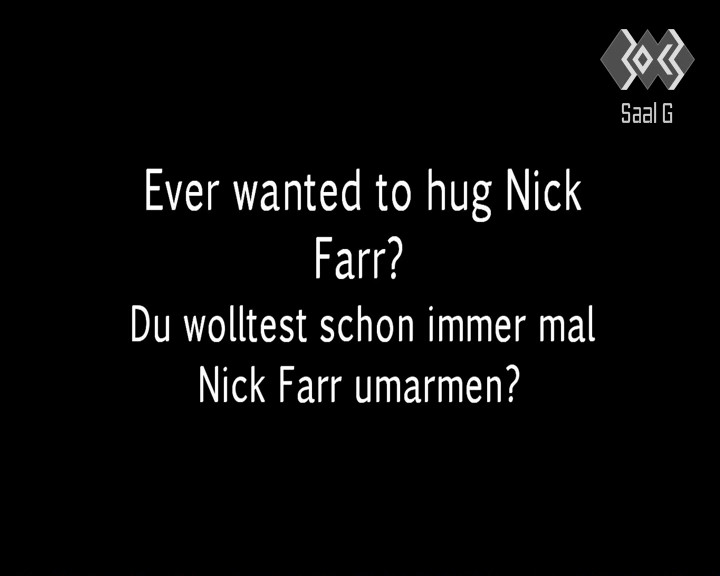 Saal G
Ever wanted to hug Nick
Farr?
Du wolltest schon immer mal
Nick Farr umarmen?